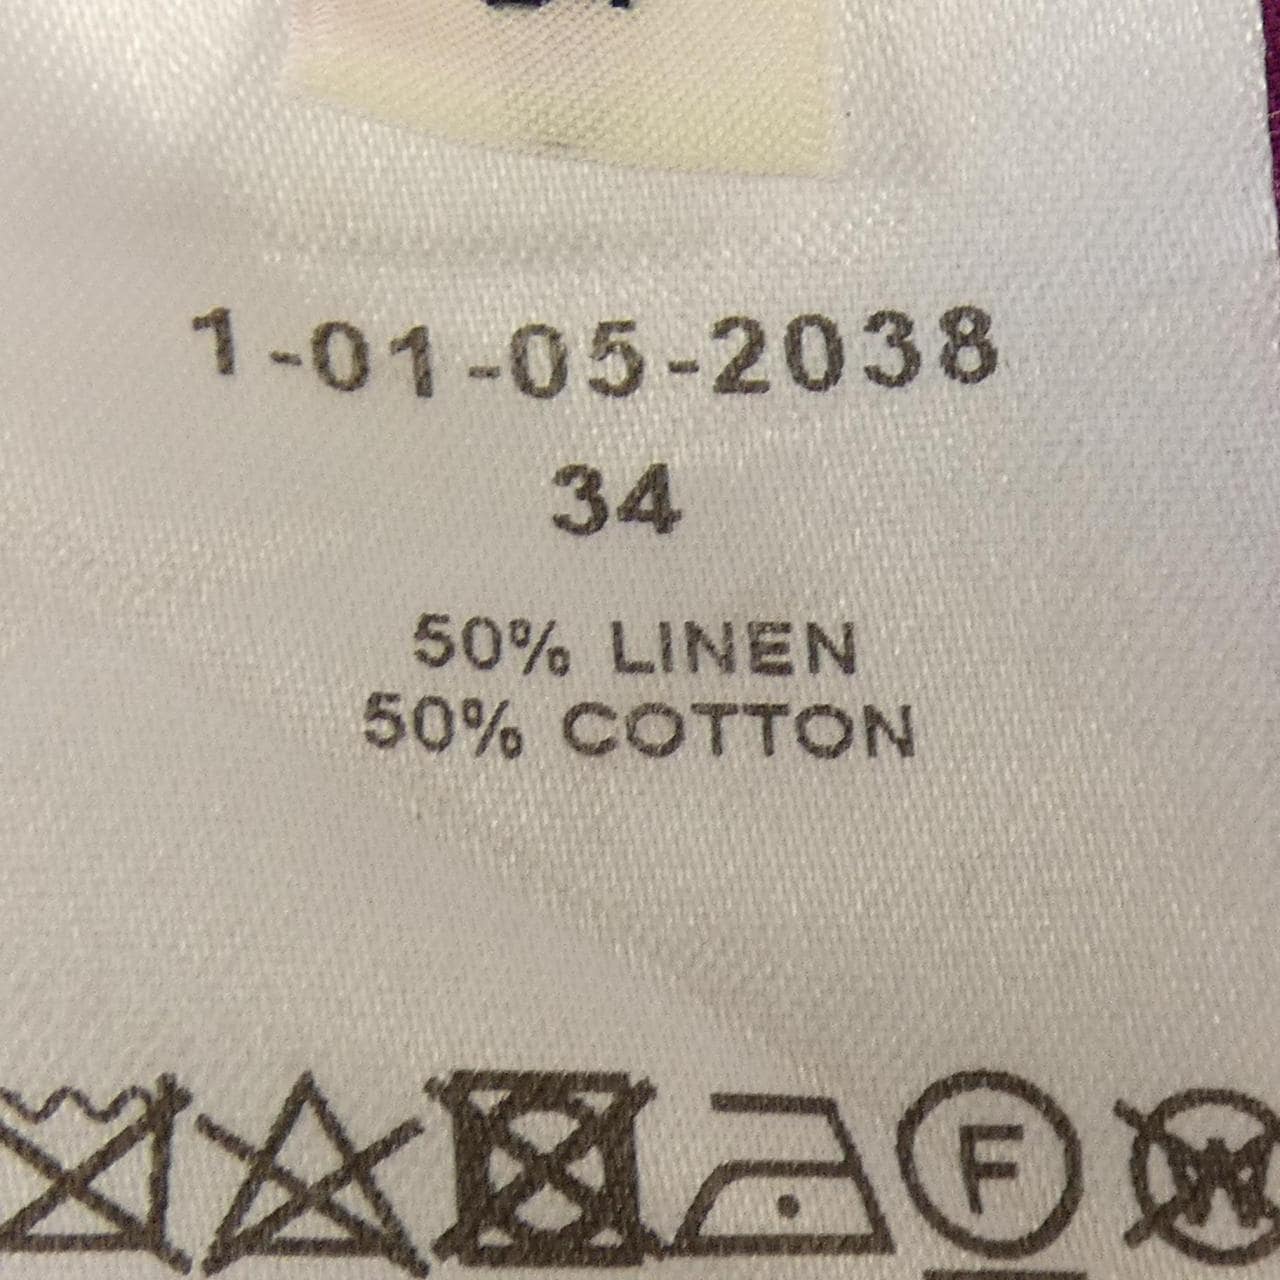 1-01-05-2038
34
50% LINEN
50% COTTON
F
W